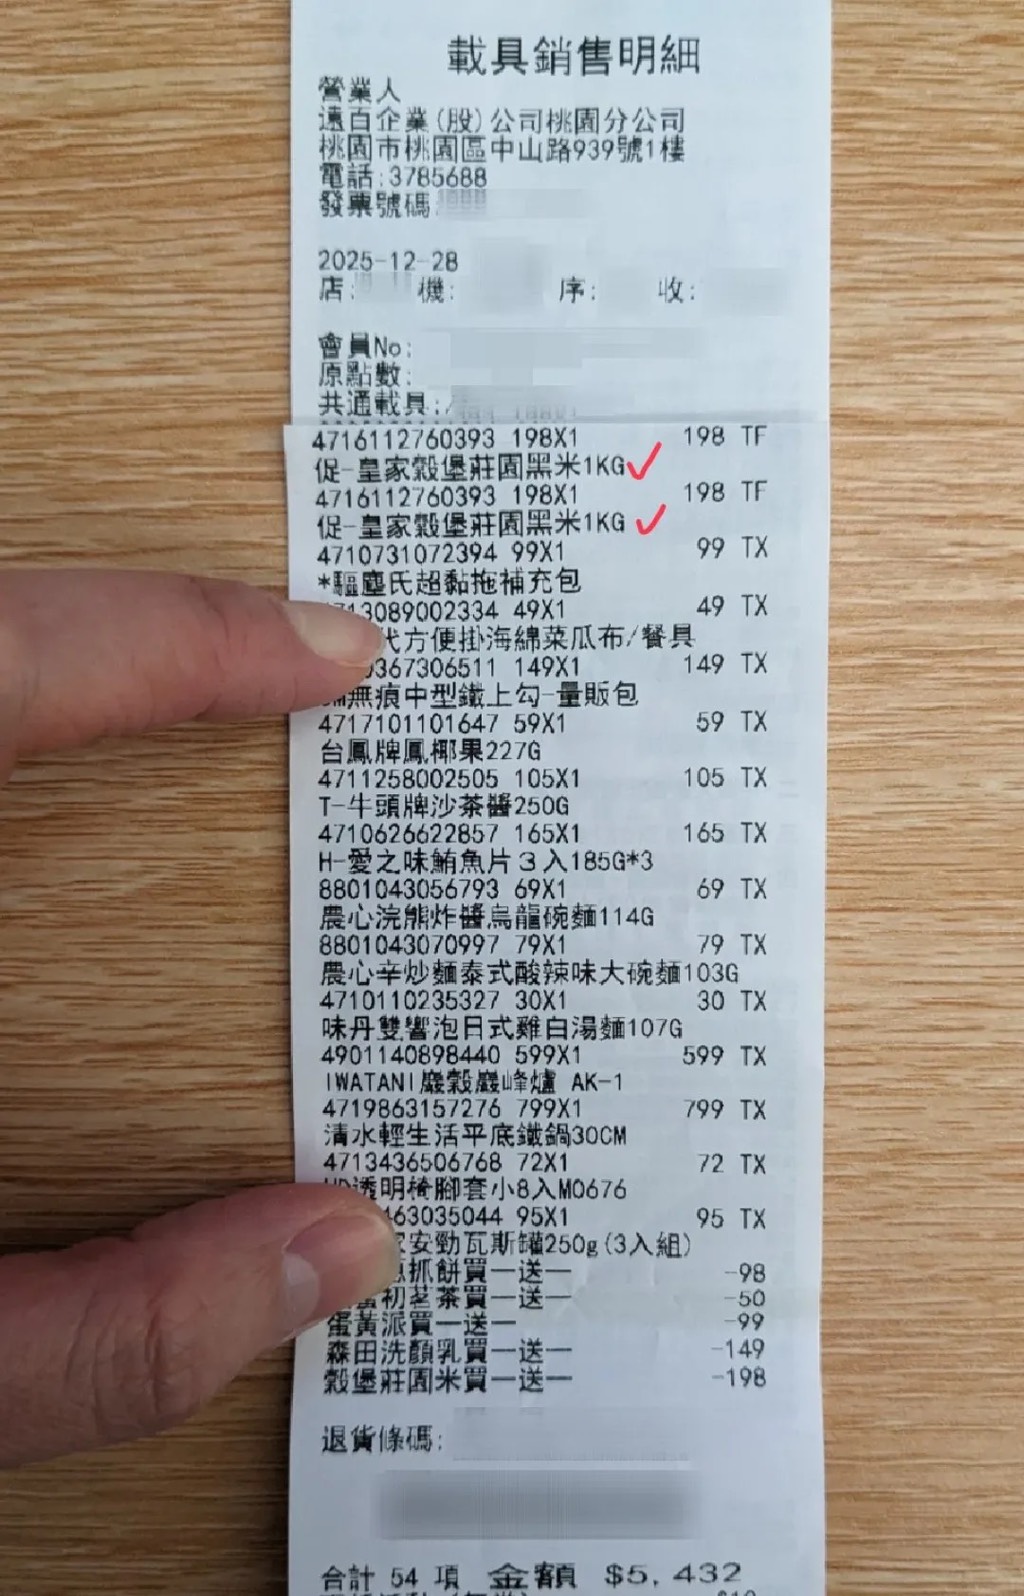 載具銷售明細
營業人
遠百企業(股)公司桃園分公司
桃園市桃園區中山路939號1樓
電話:3785688
發票號碼
2025-12-28
店: 機: 序: 收:
會員No:
原點數:
共通載具:
4716112760393 198X1 198 TF
促-皇家穀堡莊園黑米1KG
4716112760393 198X1 198 TF
促-皇家穀堡莊園黑米1KG
4710731072394 99X1 99 TX
*驅塵氏超黏拖補充包
13089002334 49X1 49 TX
代方便掛海綿菜瓜布/餐具
0367306511 149X1 149 TX
無痕中型鐵上勾-量販包
4717101101647 59X1 59 TX
台鳳牌鳳椰果227G
4711258002505 105X1 105 TX
T-牛頭牌沙茶醬250G
4710626622857 165X1 165 TX
H-愛之味鮪魚片3入185G*3
8801043056793 69X1 69 TX
農心浣熊炸醬烏龍碗麵114G
8801043070997 79X1 79 TX
農心辛炒麵泰式酸辣味大碗麵103G
4710110235327 30X1 30 TX
味丹雙響泡日式雞白湯麵107G
4901140898440 599X1 599 TX
IWATANI巖穀巖峰爐 AK-1
4719863157276 799X1 799 TX
清水輕生活平底鐵鍋30CM
4713436506768 72X1 72 TX
透明椅腳套小8入M0676
463035044 95X1 95 TX
安勁瓦斯罐250g(3入組)
抓餅買一送一 -98
初茗茶買一送一 -50
蛋黃派買一送一 -99
森田洗顏乳買一送一 -149
穀堡莊園米買一送一 -198
退貨條碼:
合計 54 項 金額 $5,432